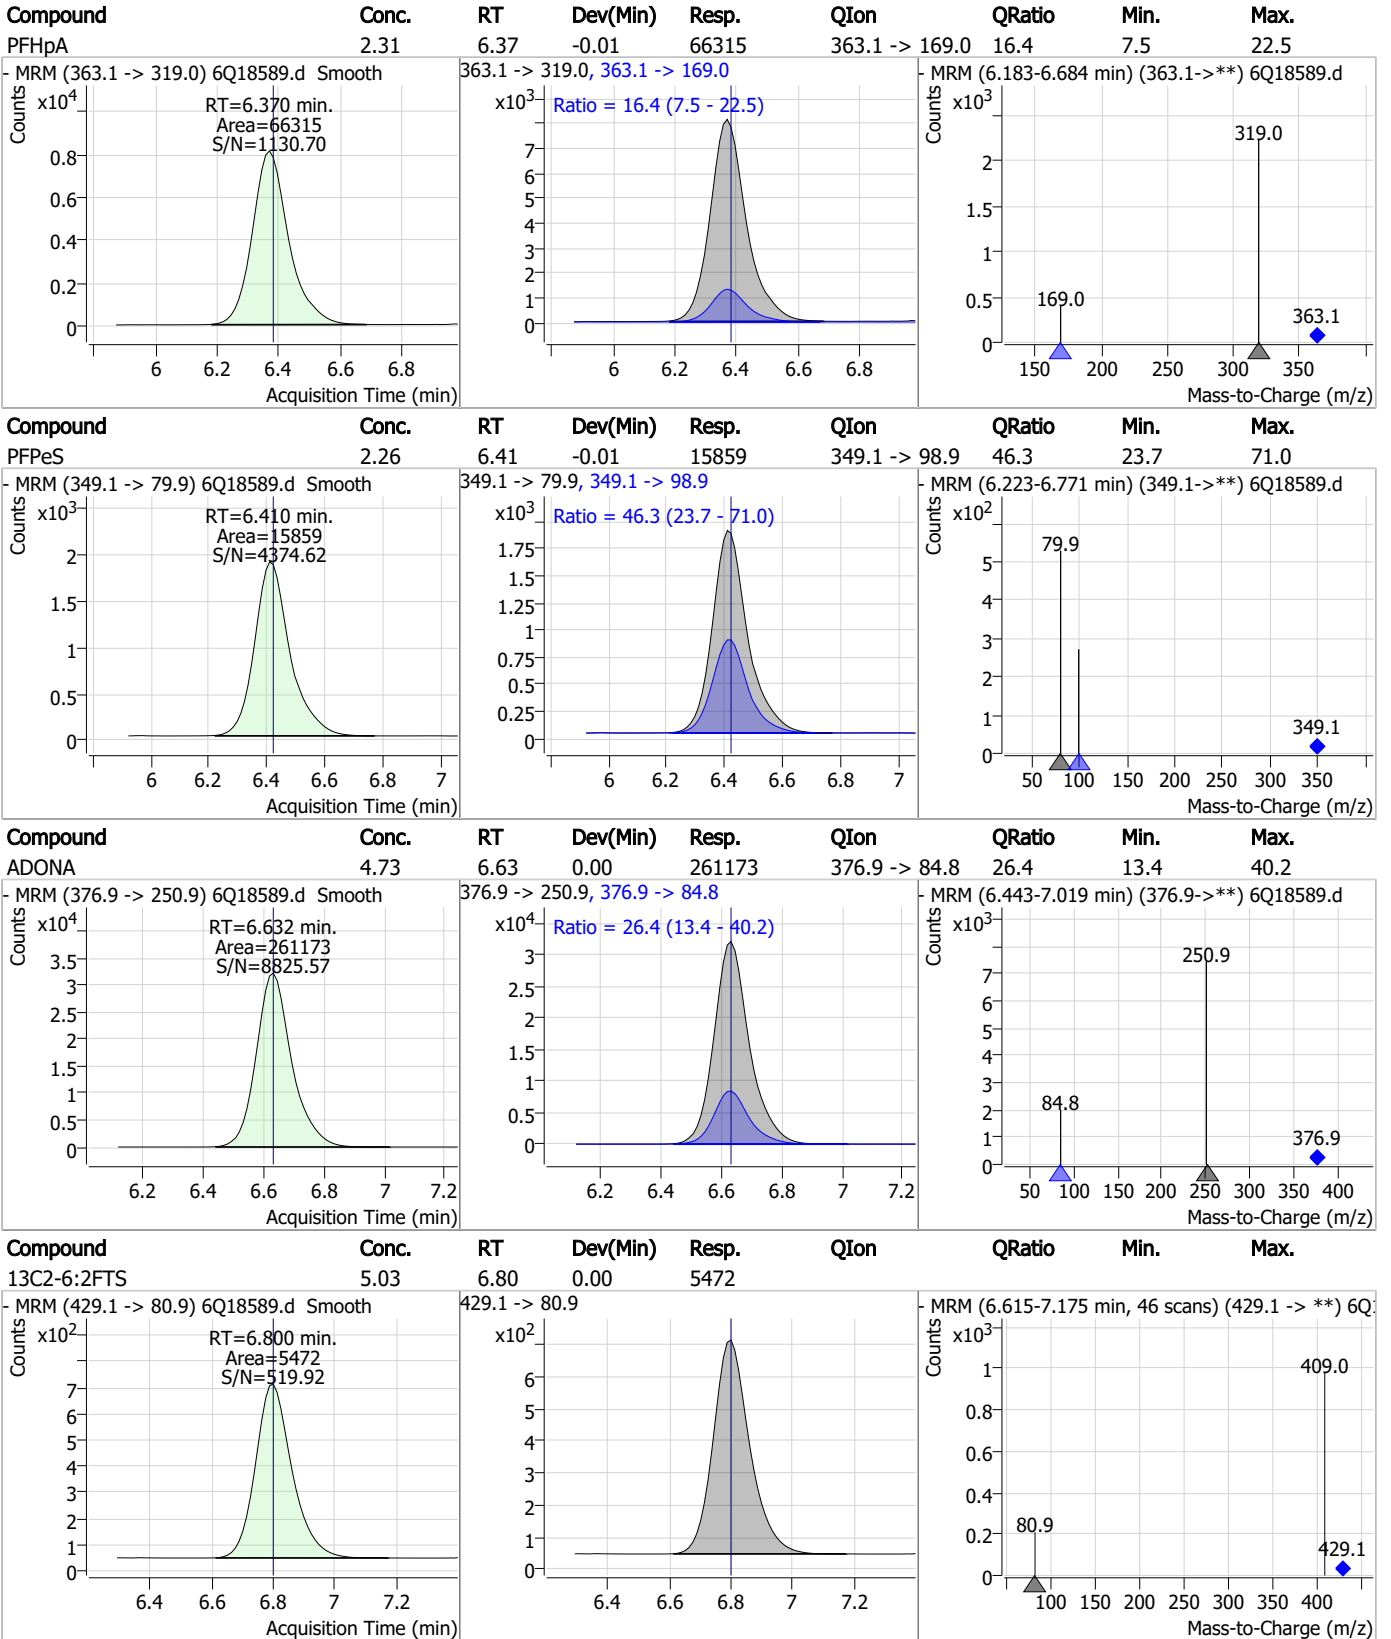 Compound Conc. RT Dev(Min) Resp. QIon QRatio Min. Max.
PFHpA 2.31 6.37 -0.01 66315 363.1 -> 169.0 16.4 7.5 22.5
- MRM (363.1 -> 319.0) 6Q18589.d Smooth
Counts
x10^4
RT=6.370 min.
Area=66315
S/N=1130.70
0.8
0.6
0.4
0.2
0
6 6.2 6.4 6.6 6.8
Acquisition Time (min)
363.1 -> 319.0, 363.1 -> 169.0
x10^3
Ratio = 16.4 (7.5 - 22.5)
7
6
5
4
3
2
1
0
6 6.2 6.4 6.6 6.8
- MRM (6.183-6.684 min) (363.1->**) 6Q18589.d
Counts
x10^3
319.0
2
1.5
1
0.5
169.0
363.1
0
150 200 250 300 350
Mass-to-Charge (m/z)
Compound Conc. RT Dev(Min) Resp. QIon QRatio Min. Max.
PFPeS 2.26 6.41 -0.01 15859 349.1 -> 98.9 46.3 23.7 71.0
- MRM (349.1 -> 79.9) 6Q18589.d Smooth
Counts
x10^3
RT=6.410 min.
Area=15859
S/N=4374.62
2
1.5
1
0.5
0
6 6.2 6.4 6.6 6.8 7
Acquisition Time (min)
349.1 -> 79.9, 349.1 -> 98.9
x10^3
Ratio = 46.3 (23.7 - 71.0)
1.75
1.5
1.25
1
0.75
0.5
0.25
0
6 6.2 6.4 6.6 6.8 7
- MRM (6.223-6.771 min) (349.1->**) 6Q18589.d
Counts
x10^2
79.9
5
4
3
2
1
349.1
0
50 100 150 200 250 300 350
Mass-to-Charge (m/z)
Compound Conc. RT Dev(Min) Resp. QIon QRatio Min. Max.
ADONA 4.73 6.63 0.00 261173 376.9 -> 84.8 26.4 13.4 40.2
- MRM (376.9 -> 250.9) 6Q18589.d Smooth
Counts
x10^4
RT=6.632 min.
Area=261173
S/N=8825.57
3.5
3
2.5
2
1.5
1
0.5
0
6.2 6.4 6.6 6.8 7 7.2
Acquisition Time (min)
376.9 -> 250.9, 376.9 -> 84.8
x10^4
Ratio = 26.4 (13.4 - 40.2)
3
2.5
2
1.5
1
0.5
0
6.2 6.4 6.6 6.8 7 7.2
- MRM (6.443-7.019 min) (376.9->**) 6Q18589.d
Counts
x10^3
250.9
7
6
5
4
3
2
84.8
1
376.9
0
50 100 150 200 250 300 350 400
Mass-to-Charge (m/z)
Compound Conc. RT Dev(Min) Resp. QIon QRatio Min. Max.
13C2-6:2FTS 5.03 6.80 0.00 5472
- MRM (429.1 -> 80.9) 6Q18589.d Smooth
Counts
x10^2
RT=6.800 min.
Area=5472
S/N=519.92
7
6
5
4
3
2
1
0
6.4 6.6 6.8 7 7.2
Acquisition Time (min)
429.1 -> 80.9
x10^2
6
5
4
3
2
1
0
6.4 6.6 6.8 7 7.2
- MRM (6.615-7.175 min, 46 scans) (429.1 -> **) 6Q1
Counts
x10^3
1
409.0
0.8
0.6
0.4
0.2
80.9
429.1
0
100 150 200 250 300 350 400
Mass-to-Charge (m/z)